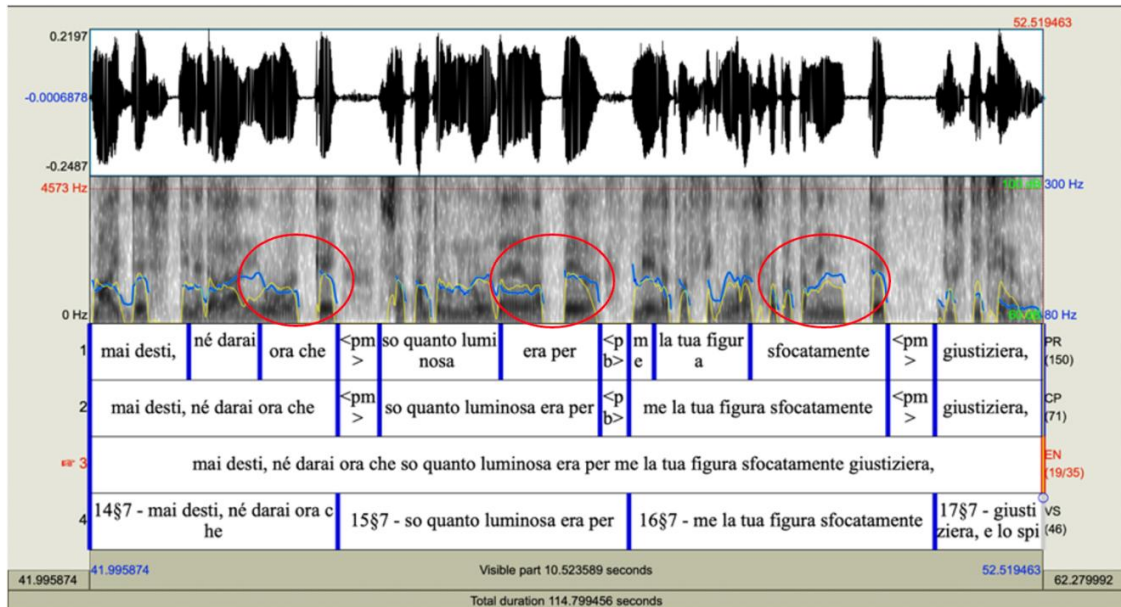 52.519463
0.2197
-0.0006878
-0.2487
4573 Hz
300 Hz
0 Hz
80 Hz
1
mai desti,
né darai
ora che
<pm
>
so quanto lumi
nosa
era per
<p
b>
m
e
la tua figur
a
sfocatamente
<pm
>
giustiziera,
PR
(150)
2
mai desti, né darai ora che
<pm
>
so quanto luminosa era per
<p
b>
me la tua figura sfocatamente
<pm
>
giustiziera,
CP
(71)
3
mai desti, né darai ora che so quanto luminosa era per me la tua figura sfocatamente giustiziera,
EN
(19/35)
4
14§7 - mai desti, né darai ora c
he
15§7 - so quanto luminosa era per
16§7 - me la tua figura sfocatamente
17§7 - giusti
ziera, e lo spi
VS
(46)
41.995874
41.995874
Visible part 10.523589 seconds
52.519463
62.279992
Total duration 114.799456 seconds